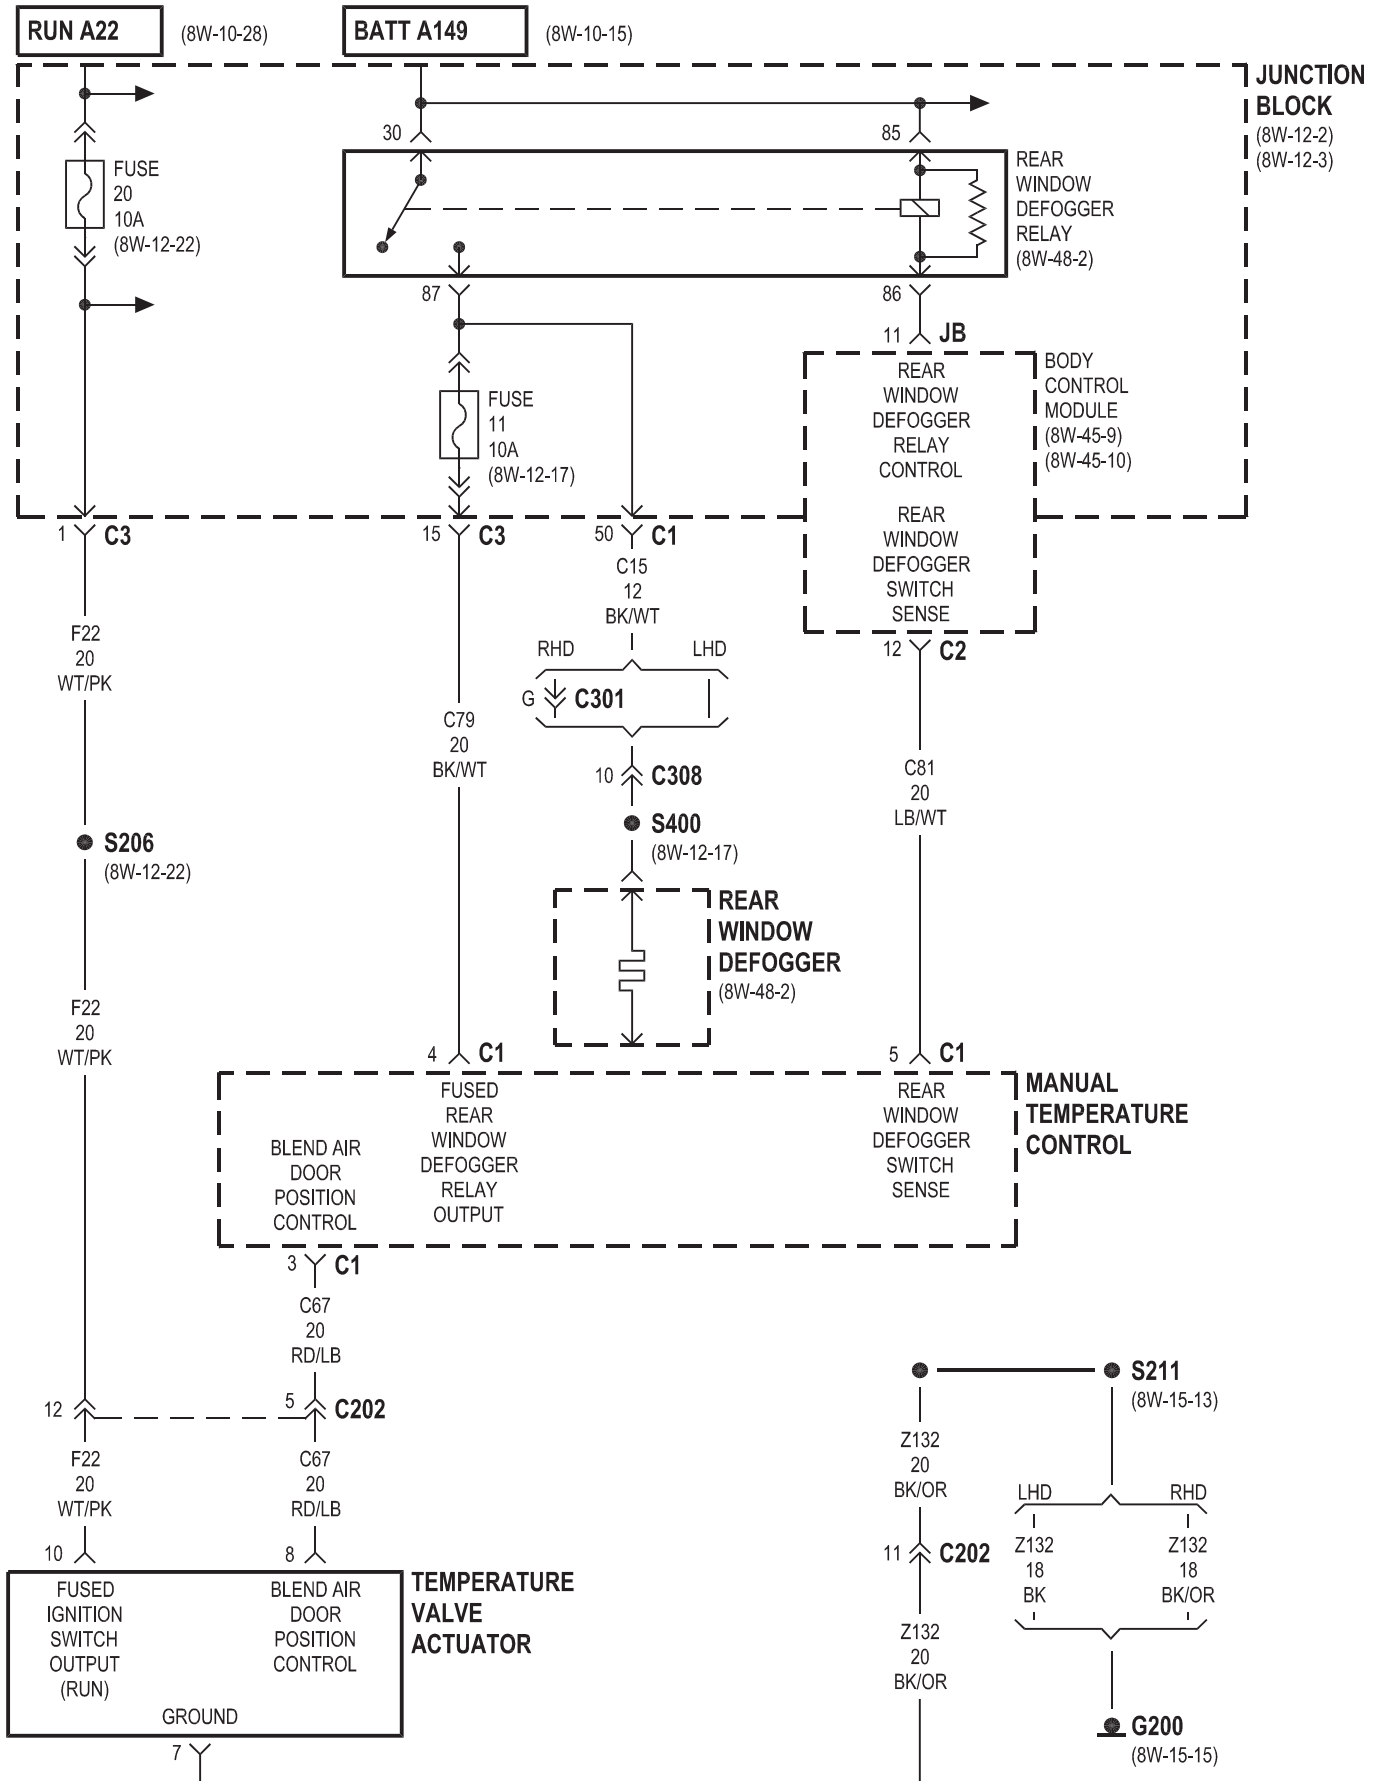 RUN A22
(8W-10-28)
BATT A149
(8W-10-15)
JUNCTION
BLOCK
(8W-12-2)
(8W-12-3)
30
85
FUSE
20
10A
(8W-12-22)
REAR
WINDOW
DEFOGGER
RELAY
(8W-48-2)
87
86
11
JB
FUSE
11
10A
(8W-12-17)
REAR
WINDOW
DEFOGGER
RELAY
CONTROL
REAR
WINDOW
DEFOGGER
SWITCH
SENSE
BODY
CONTROL
MODULE
(8W-45-9)
(8W-45-10)
1
C3
15
C3
50
C1
C15
12
BK/WT
12
C2
F22
20
WT/PK
RHD
LHD
G
C301
C79
20
BK/WT
10
C308
C81
20
LB/WT
S206
(8W-12-22)
S400
(8W-12-17)
REAR
WINDOW
DEFOGGER
(8W-48-2)
F22
20
WT/PK
4
C1
5
C1
FUSED
REAR
WINDOW
DEFOGGER
RELAY
OUTPUT
REAR
WINDOW
DEFOGGER
SWITCH
SENSE
MANUAL
TEMPERATURE
CONTROL
BLEND AIR
DOOR
POSITION
CONTROL
3
C1
C67
20
RD/LB
12
5
C202
F22
20
WT/PK
C67
20
RD/LB
S211
(8W-15-13)
Z132
20
BK/OR
LHD
RHD
11
C202
Z132
18
BK
Z132
18
BK/OR
Z132
20
BK/OR
10
8
FUSED
IGNITION
SWITCH
OUTPUT
(RUN)
BLEND AIR
DOOR
POSITION
CONTROL
TEMPERATURE
VALVE
ACTUATOR
GROUND
7
G200
(8W-15-15)